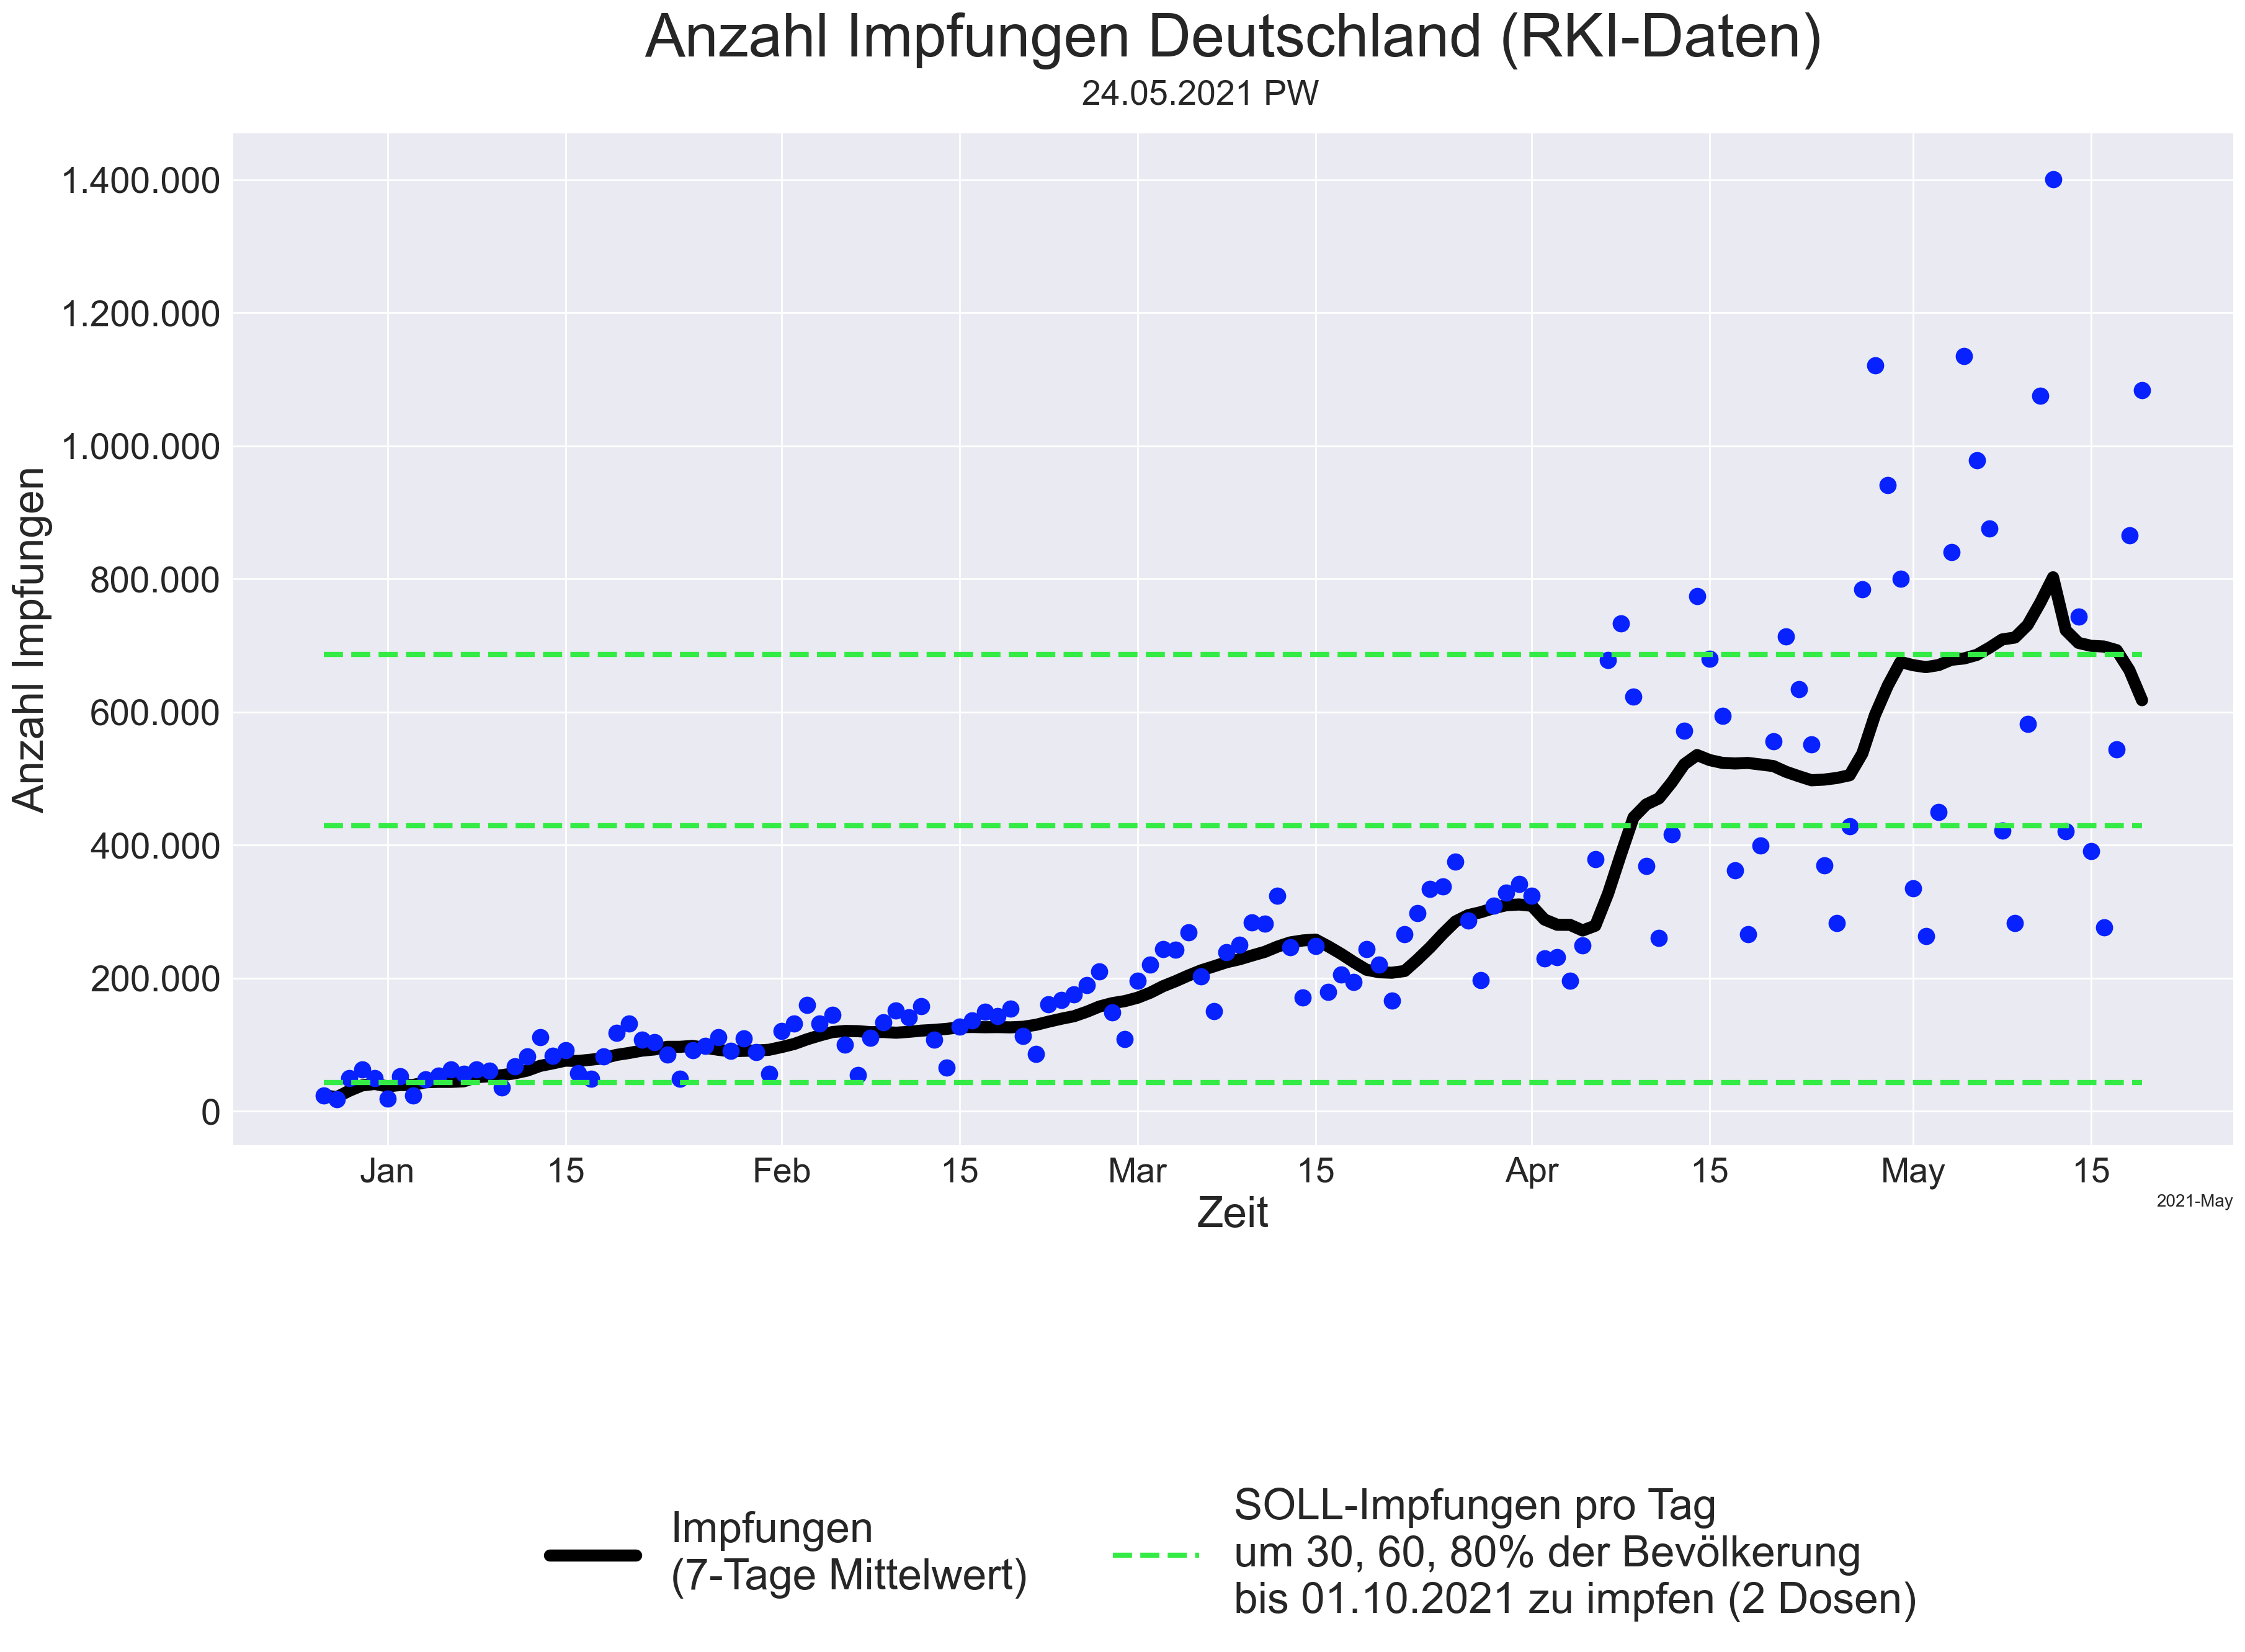 Anzahl Impfungen Deutschland (RKI-Daten)
24.05.2021 PW
Anzahl Impfungen
1.400.000
1.200.000
1.000.000
800.000
600.000
400.000
200.000
0
Jan 15 Feb 15 Mar 15 Apr 15 May 15
Zeit
2021-May
Impfungen
(7-Tage Mittelwert)
SOLL-Impfungen pro Tag
um 30, 60, 80% der Bevölkerung
bis 01.10.2021 zu impfen (2 Dosen)